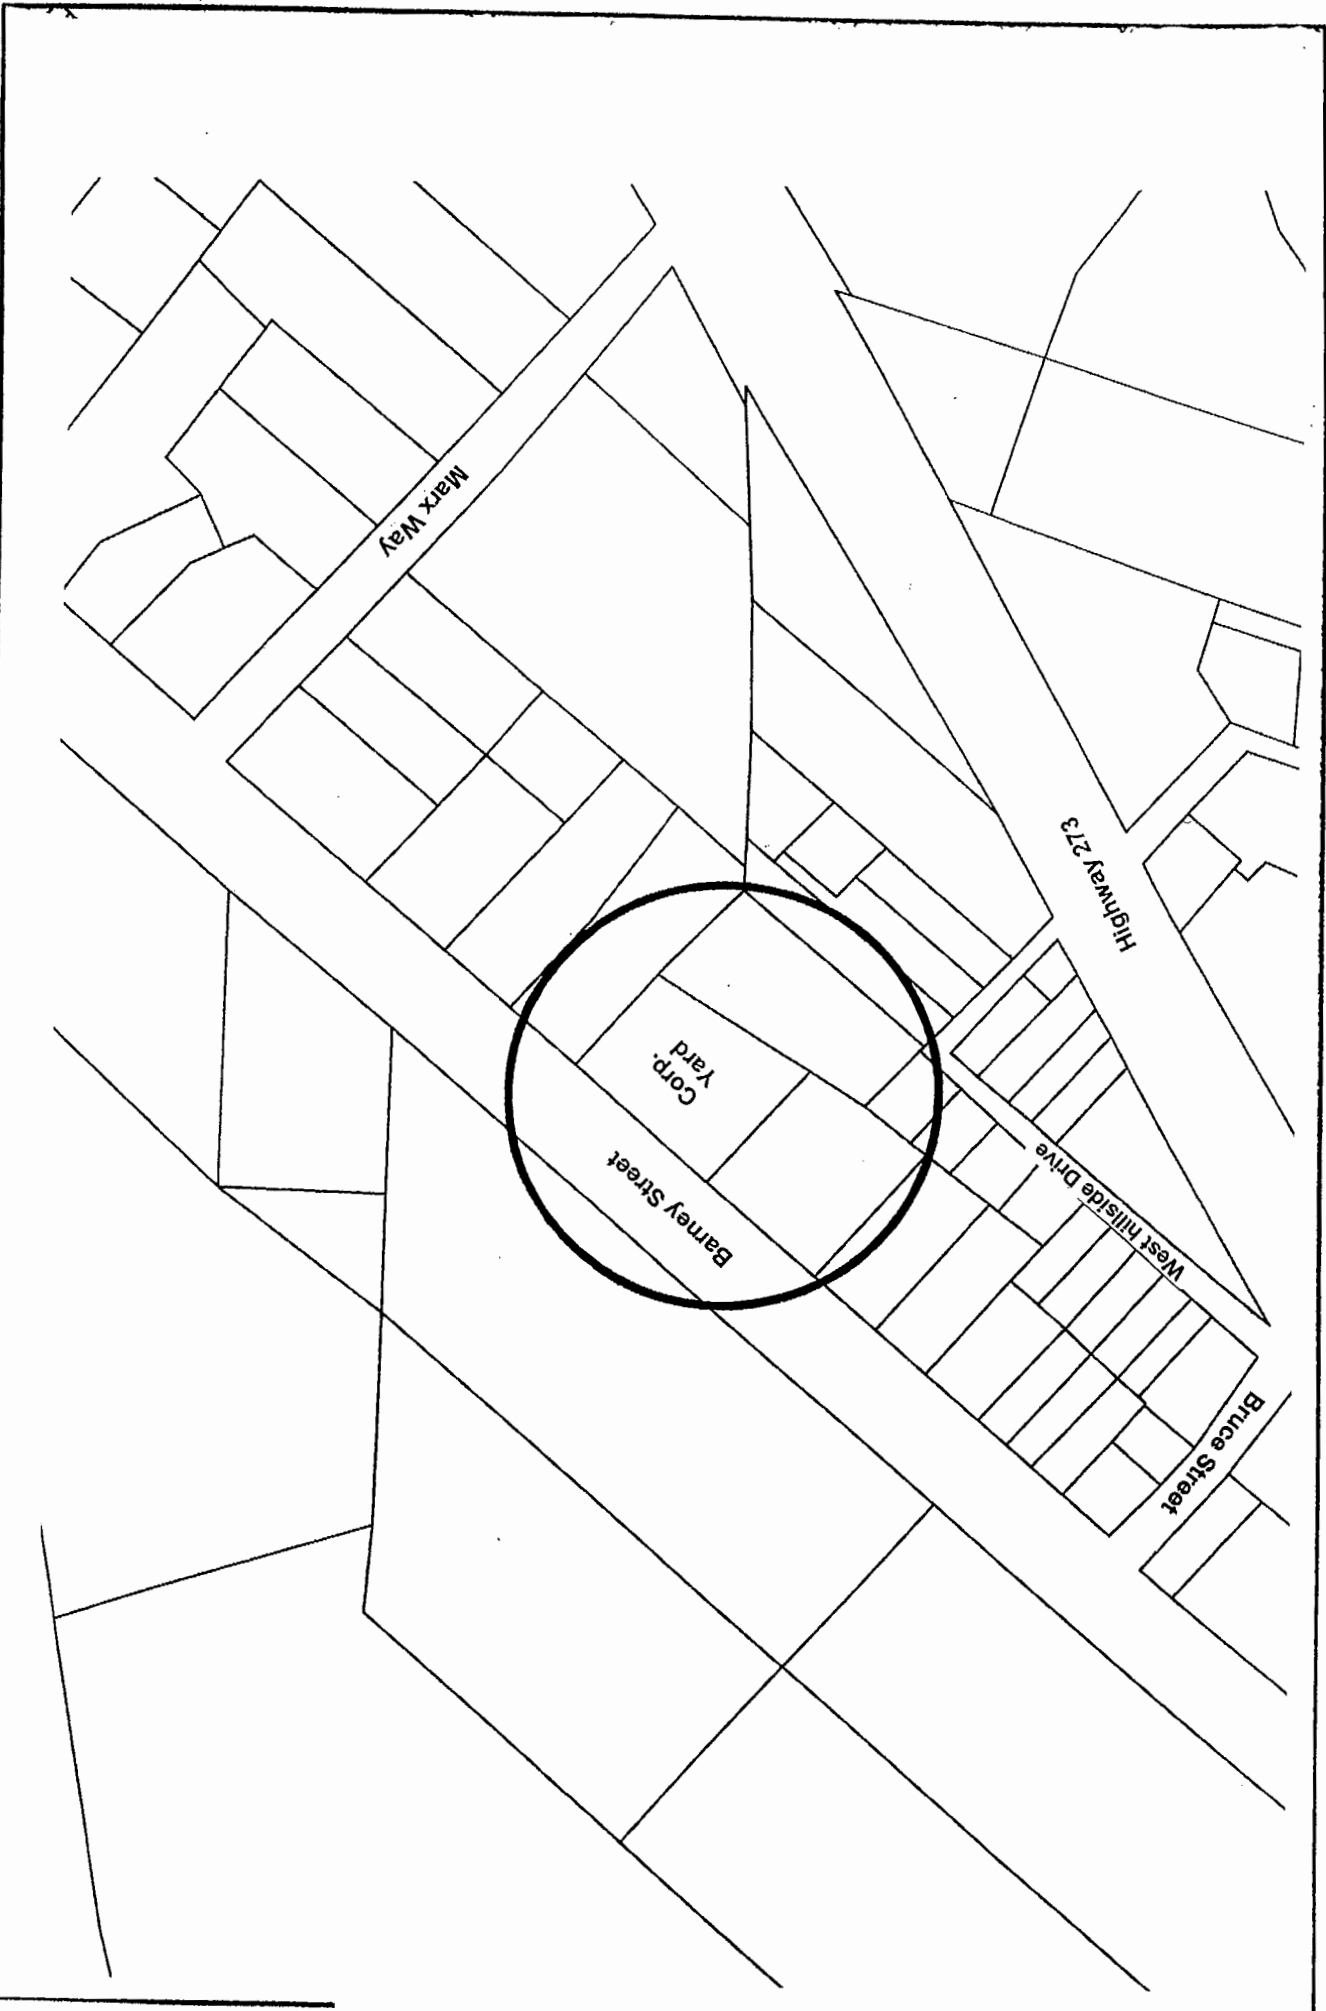 Bruce Street
West hillside Drive
Barney Street
Corp.
Yard
Highway 273
Marx Way